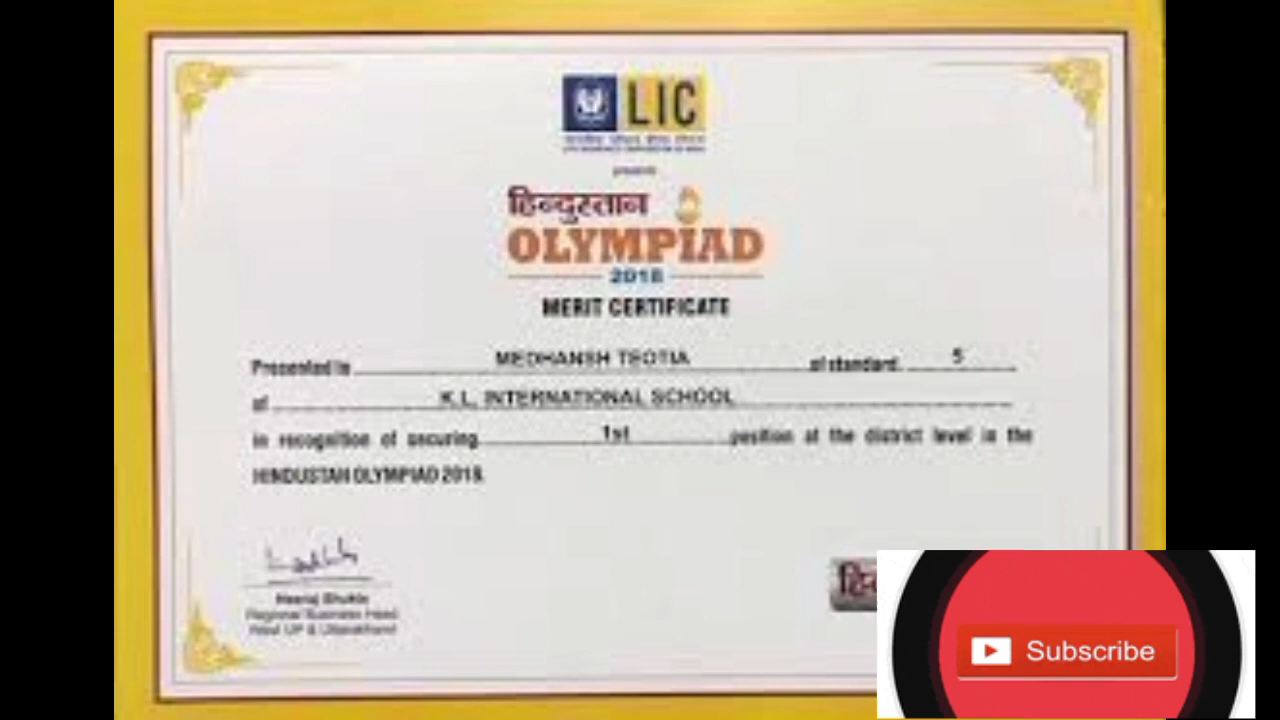 LIC
presents
हिन्दुस्तान
OLYMPIAD
2018
MERIT CERTIFICATE
Presented to MEDHANSH TEOTIA of standard 5
of K.L. INTERNATIONAL SCHOOL
in recognition of securing 1st position at the district level in the
HINDUSTAN OLYMPIAD 2018.
Regional Business Head
West UP & Uttarakhand
Subscribe